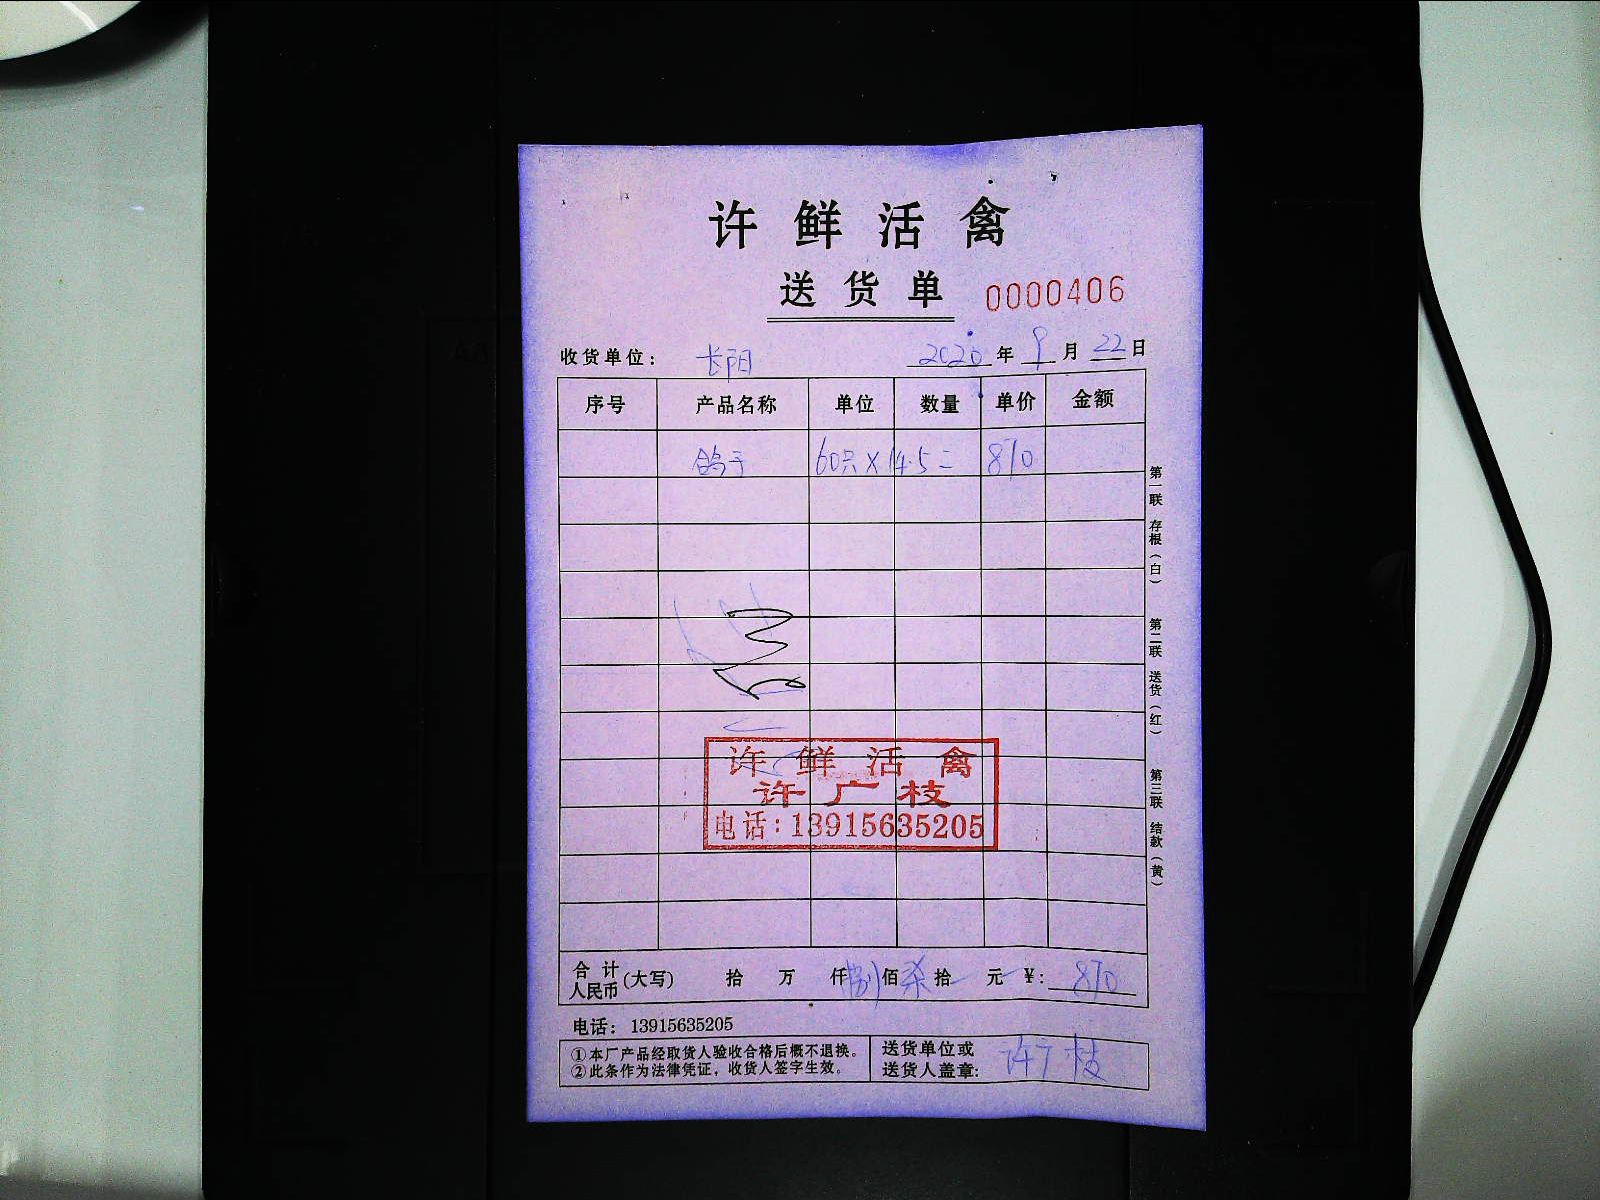 许鲜活禽
送货单 0000406
收货单位: 长阳 2020年9月22日
序号 产品名称 单位 数量 单价 金额
鸽子 60只×14.5= 870
第一联 存根(白) 第二联 送货(红) 第三联 结款(黄)
许鲜活禽
许广枝
电话:13915635205
合计人民币(大写) 拾 万 仟捌佰柒拾 元 ¥: 870
电话: 13915635205
①本厂产品经取货人验收合格后概不退换。
②此条作为法律凭证,收货人签字生效。
送货单位或
送货人盖章: 许广枝